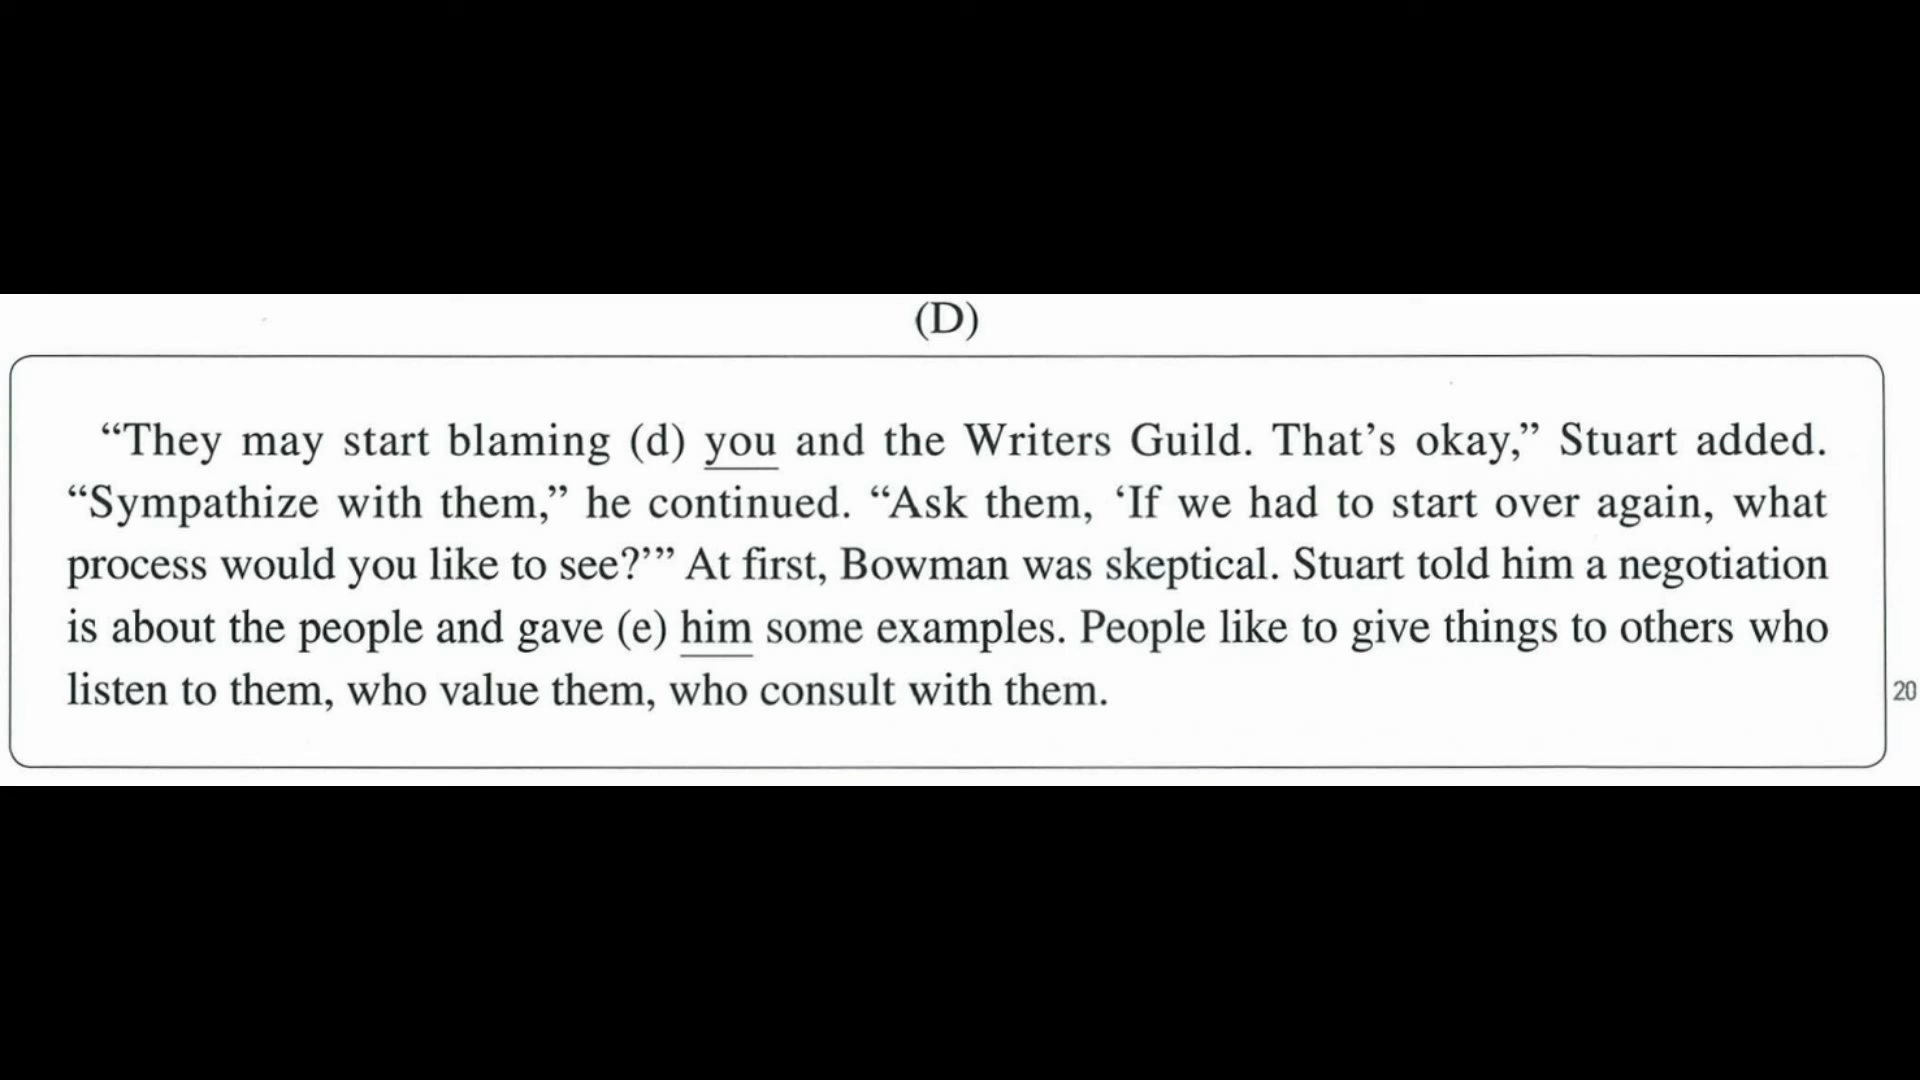 (D)
“They may start blaming (d) you and the Writers Guild. That’s okay,” Stuart added.
“Sympathize with them,” he continued. “Ask them, ‘If we had to start over again, what
process would you like to see?’” At first, Bowman was skeptical. Stuart told him a negotiation
is about the people and gave (e) him some examples. People like to give things to others who
listen to them, who value them, who consult with them.
20